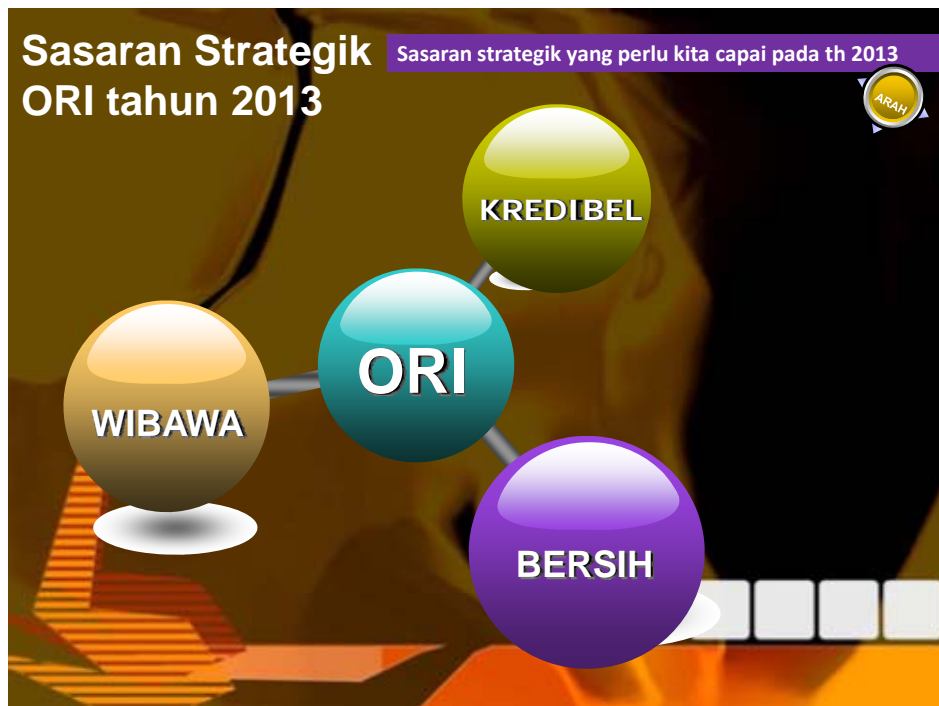 Sasaran Strategik
ORI tahun 2013
Sasaran strategik yang perlu kita capai pada th 2013
ARAH
KREDIBEL
ORI
WIBAWA
BERSIH